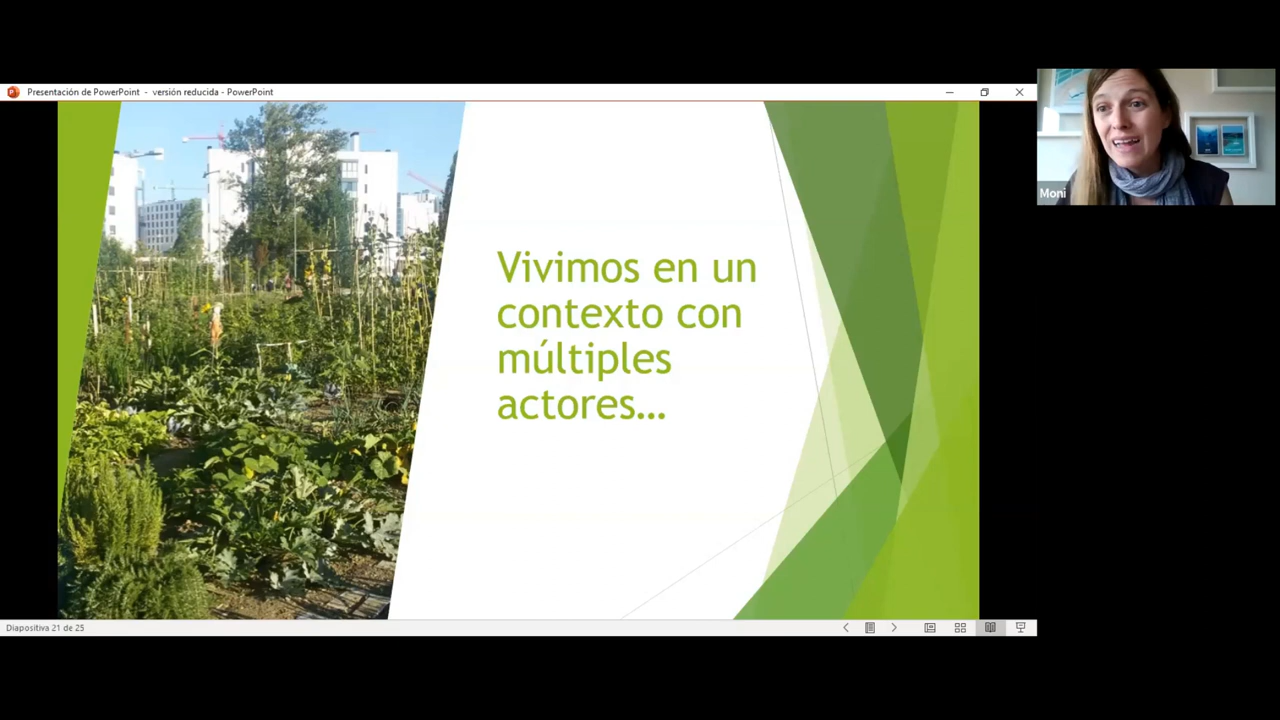 Presentación de PowerPoint - versión reducida - PowerPoint
Moni
Vivimos en un
contexto con
múltiples
actores...
Diapositiva 21 de 25